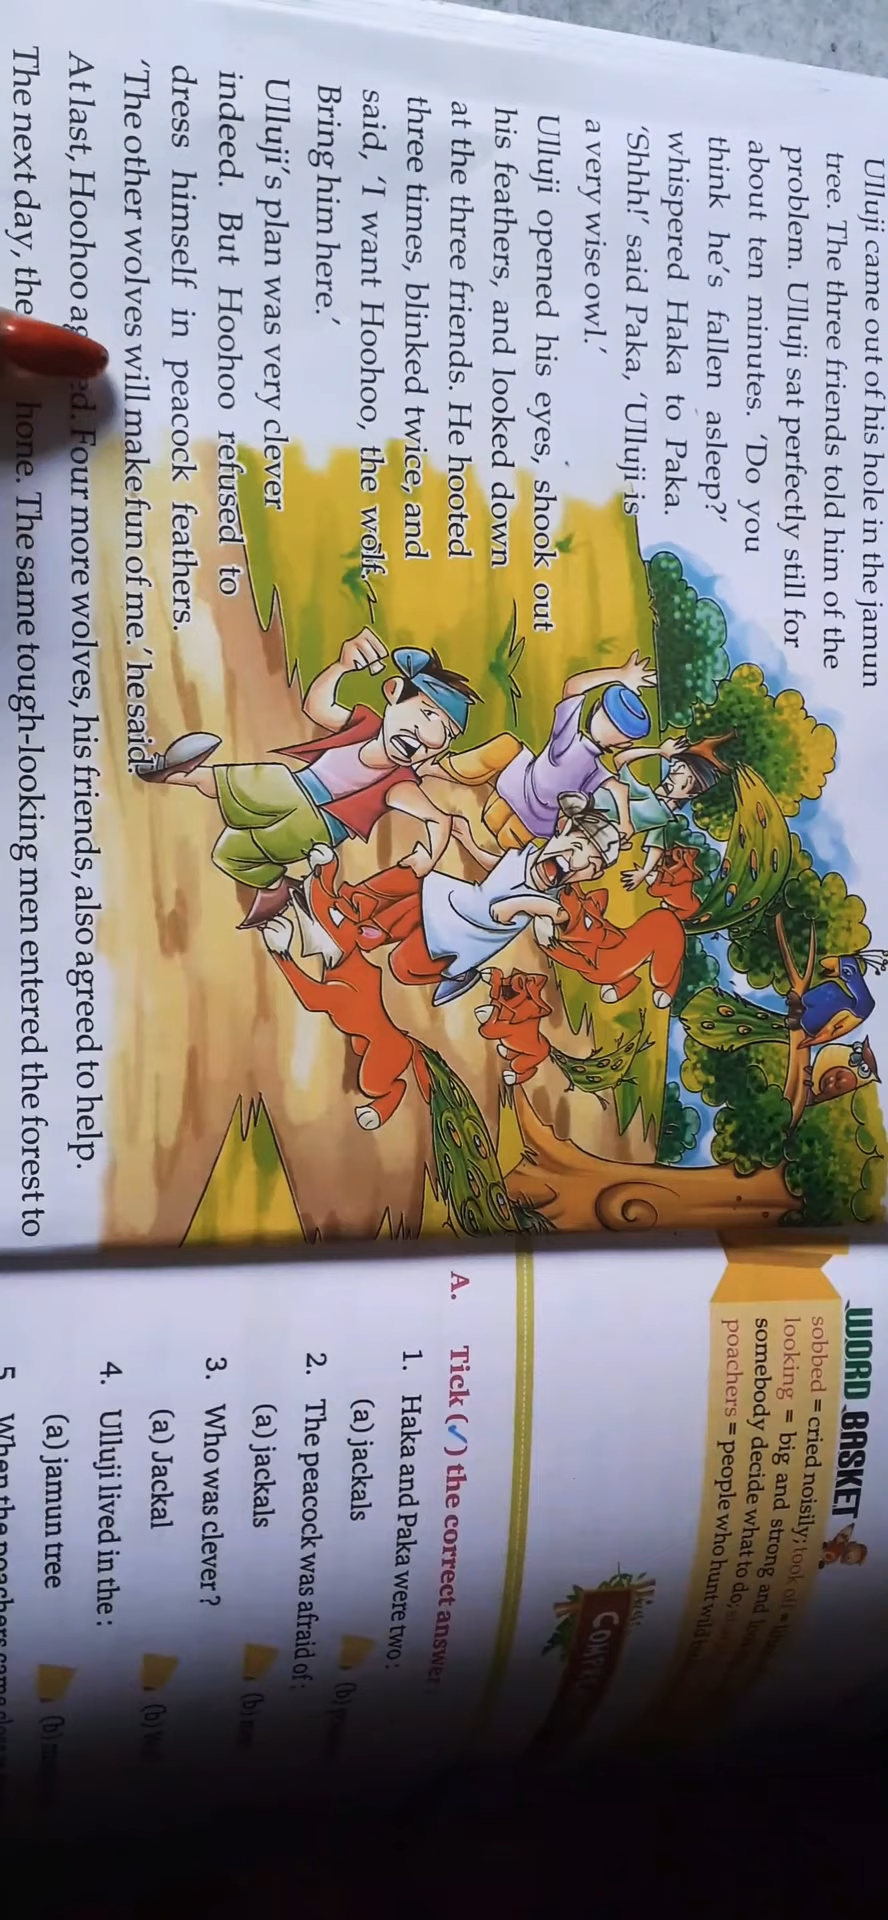 Ulluji came out of his hole in the jamun
tree. The three friends told him of the
problem. Ulluji sat perfectly still for
about ten minutes. ‘Do you
think he’s fallen asleep?’
whispered Haka to Paka.
‘Shhh!’ said Paka, ‘Ulluji is
a very wise owl.’
Ulluji opened his eyes, shook out
his feathers, and looked down
at the three friends. He hooted
three times, blinked twice, and
said, ‘I want Hoohoo, the wolf.
Bring him here.’
Ulluji’s plan was very clever
indeed. But Hoohoo refused to
dress himself in peacock feathers.
‘The other wolves will make fun of me.’ he said.
At last, Hoohoo Four more wolves, his friends, also agreed to help.
The next day, the hone. The same tough-looking men entered the forest to
WORD BASKET
sobbed = cried noisily; took off =
looking = big and strong and
somebody decide what to do;
poachers = people who hunt wild
A. Tick (✓) the correct answer
1. Haka and Paka were two :
(a) jackals (b)
2. The peacock was afraid of :
(a) jackals (b)
3. Who was clever ?
(a) Jackal (b)
4. Ulluji lived in the :
(a) jamun tree (b)
5. When the poachers came